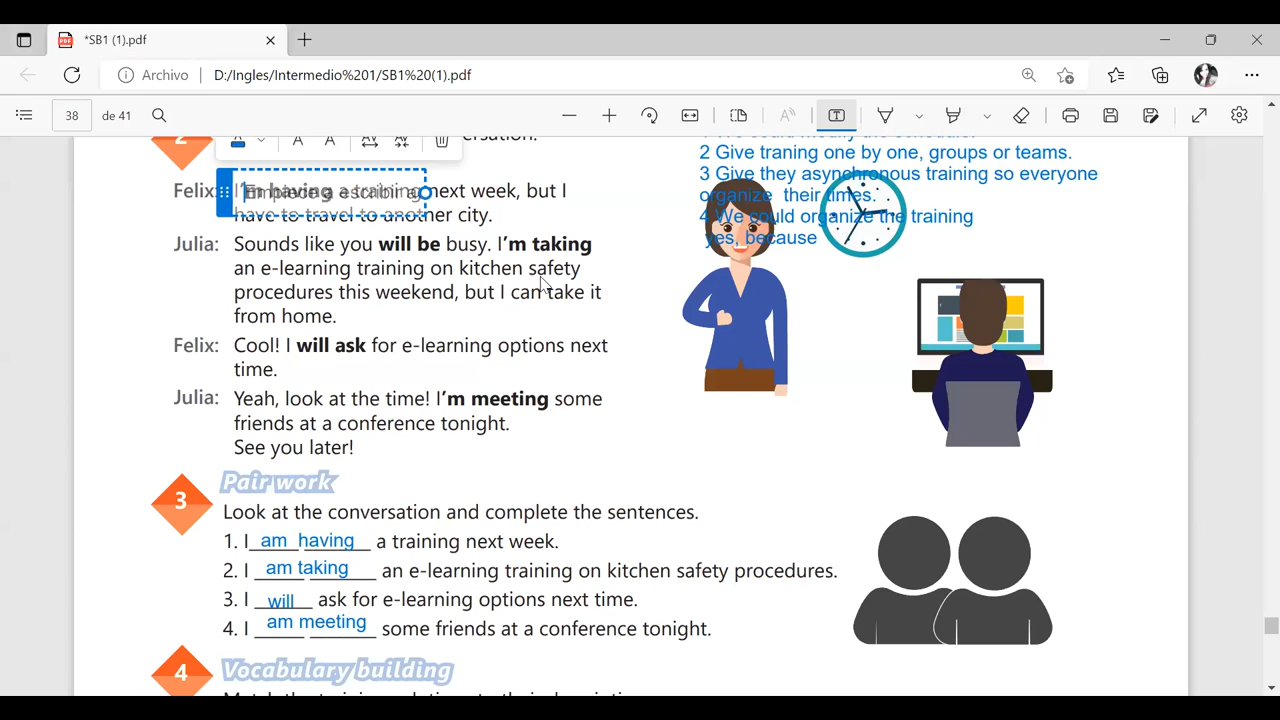 *SB1 (1).pdf
Archivo D:/Ingles/Intermedio%201/SB1%20(1).pdf
38 de 41
2 ersation.
2 Give traning one by one, groups or teams.
3 Give they asynchronous training so everyone
organize their times.
4 We could organize the training
yes, because
Felix: I'm having a training next week, but I
have to travel to another city.
Julia: Sounds like you will be busy. I'm taking
an e-learning training on kitchen safety
procedures this weekend, but I can take it
from home.
Felix: Cool! I will ask for e-learning options next
time.
Julia: Yeah, look at the time! I'm meeting some
friends at a conference tonight.
See you later!
3 Pair work
Look at the conversation and complete the sentences.
1. I am having a training next week.
2. I am taking an e-learning training on kitchen safety procedures.
3. I will ask for e-learning options next time.
4. I am meeting some friends at a conference tonight.
4 Vocabulary building